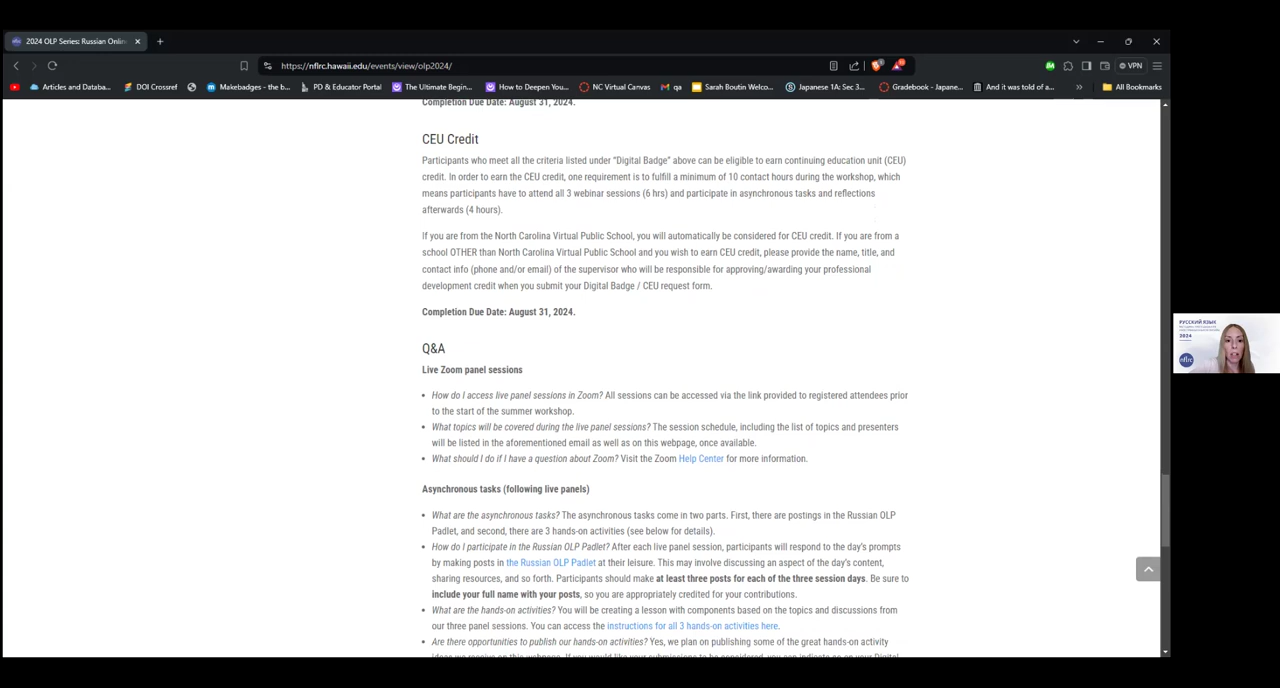 2024 OLP Series: Russian Onlin
https://nflrc.hawaii.edu/events/view/olp2024/
VPN
Articles and Databa...
DOI Crossref
Makebadges - the b...
PD & Educator Portal
The Ultimate Begin...
How to Deepen You...
NC Virtual Canvas
qa
Sarah Boutin Welco...
Japanese 1A: Sec 3...
Gradebook - Japane...
And it was told of a...
All Bookmarks
Completion Due Date: August 31, 2024.
CEU Credit
Participants who meet all the criteria listed under "Digital Badge" above can be eligible to earn continuing education unit (CEU)
credit. In order to earn the CEU credit, one requirement is to fulfill a minimum of 10 contact hours during the workshop, which
means participants have to attend all 3 webinar sessions (6 hrs) and participate in asynchronous tasks and reflections
afterwards (4 hours).
If you are from the North Carolina Virtual Public School, you will automatically be considered for CEU credit. If you are from a
school OTHER than North Carolina Virtual Public School and you wish to earn CEU credit, please provide the name, title, and
contact info (phone and/or email) of the supervisor who will be responsible for approving/awarding your professional
development credit when you submit your Digital Badge / CEU request form.
Completion Due Date: August 31, 2024.
Q&A
Live Zoom panel sessions
• How do I access live panel sessions in Zoom? All sessions can be accessed via the link provided to registered attendees prior
to the start of the summer workshop.
• What topics will be covered during the live panel sessions? The session schedule, including the list of topics and presenters
will be listed in the aforementioned email as well as on this webpage, once available.
• What should I do if I have a question about Zoom? Visit the Zoom Help Center for more information.
Asynchronous tasks (following live panels)
• What are the asynchronous tasks? The asynchronous tasks come in two parts. First, there are postings in the Russian OLP
Padlet, and second, there are 3 hands-on activities (see below for details).
• How do I participate in the Russian OLP Padlet? After each live panel session, participants will respond to the day's prompts
by making posts in the Russian OLP Padlet at their leisure. This may involve discussing an aspect of the day's content,
sharing resources, and so forth. Participants should make at least three posts for each of the three session days. Be sure to
include your full name with your posts, so you are appropriately credited for your contributions.
• What are the hands-on activities? You will be creating a lesson with components based on the topics and discussions from
our three panel sessions. You can access the instructions for all 3 hands-on activities here.
• Are there opportunities to publish our hands-on activities? Yes, we plan on publishing some of the great hands-on activity
ideas we receive on this webpage. If you would like your submissions to be considered, you can indicate so on your Digital
РУССКИЙ ЯЗЫК
2024
nflrc